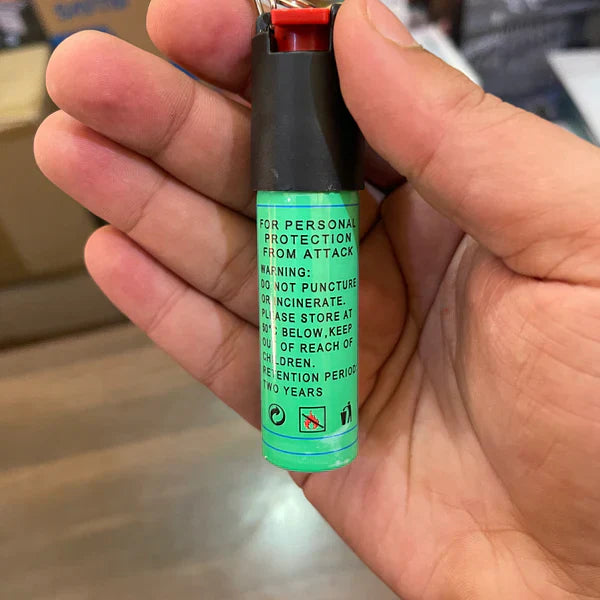 FOR PERSONAL
PROTECTION
FROM ATTACK
WARNING:
DO NOT PUNCTURE
OR INCINERATE.
PLEASE STORE AT
50°C BELOW,KEEP
OUT OF REACH OF
CHILDREN.
RETENTION PERIOD:
TWO YEARS